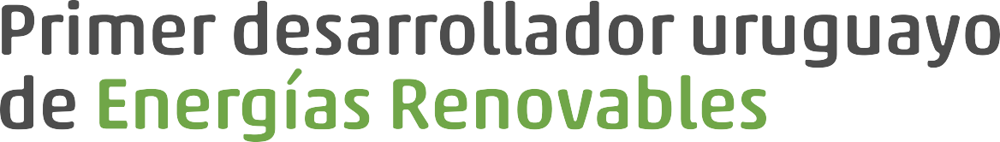 Primer desarrollador uruguayo
de Energías Renovables